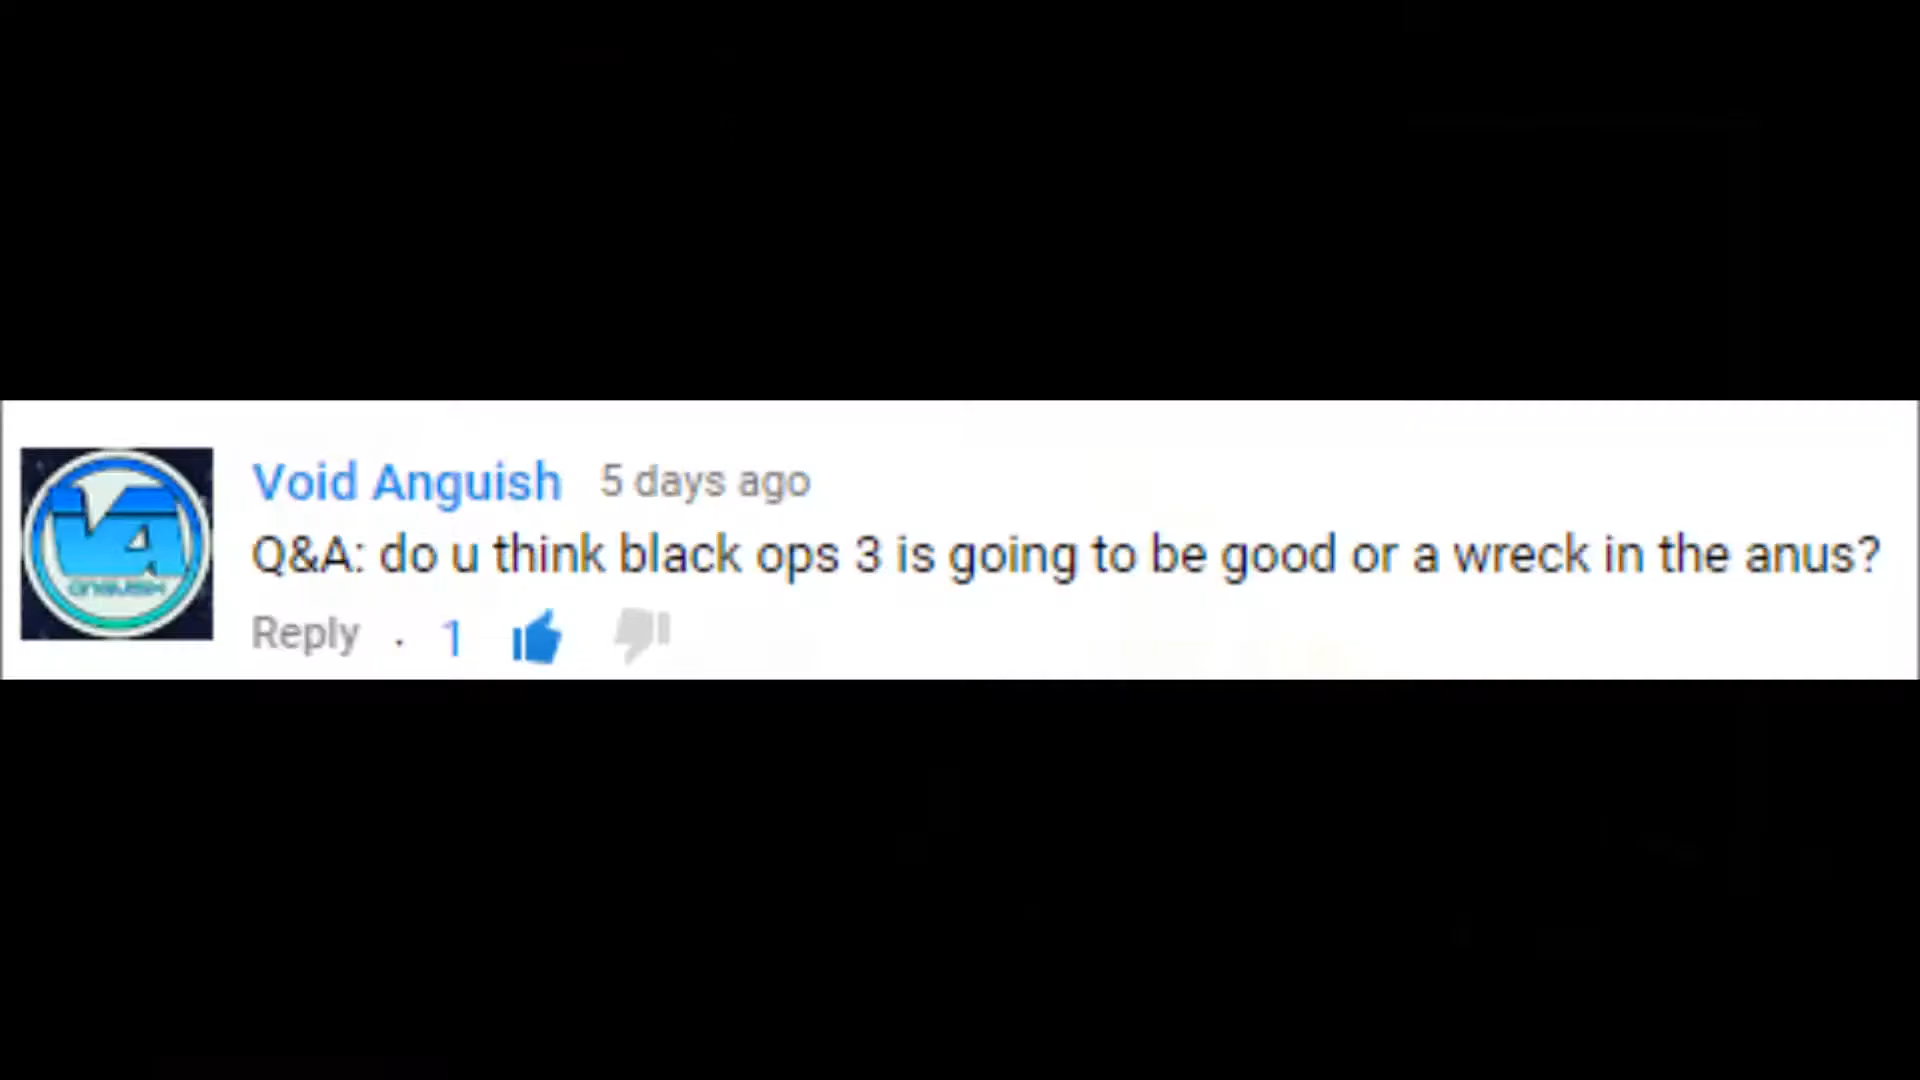 Void Anguish 5 days ago
Q&A: do u think black ops 3 is going to be good or a wreck in the anus?
Reply · 1